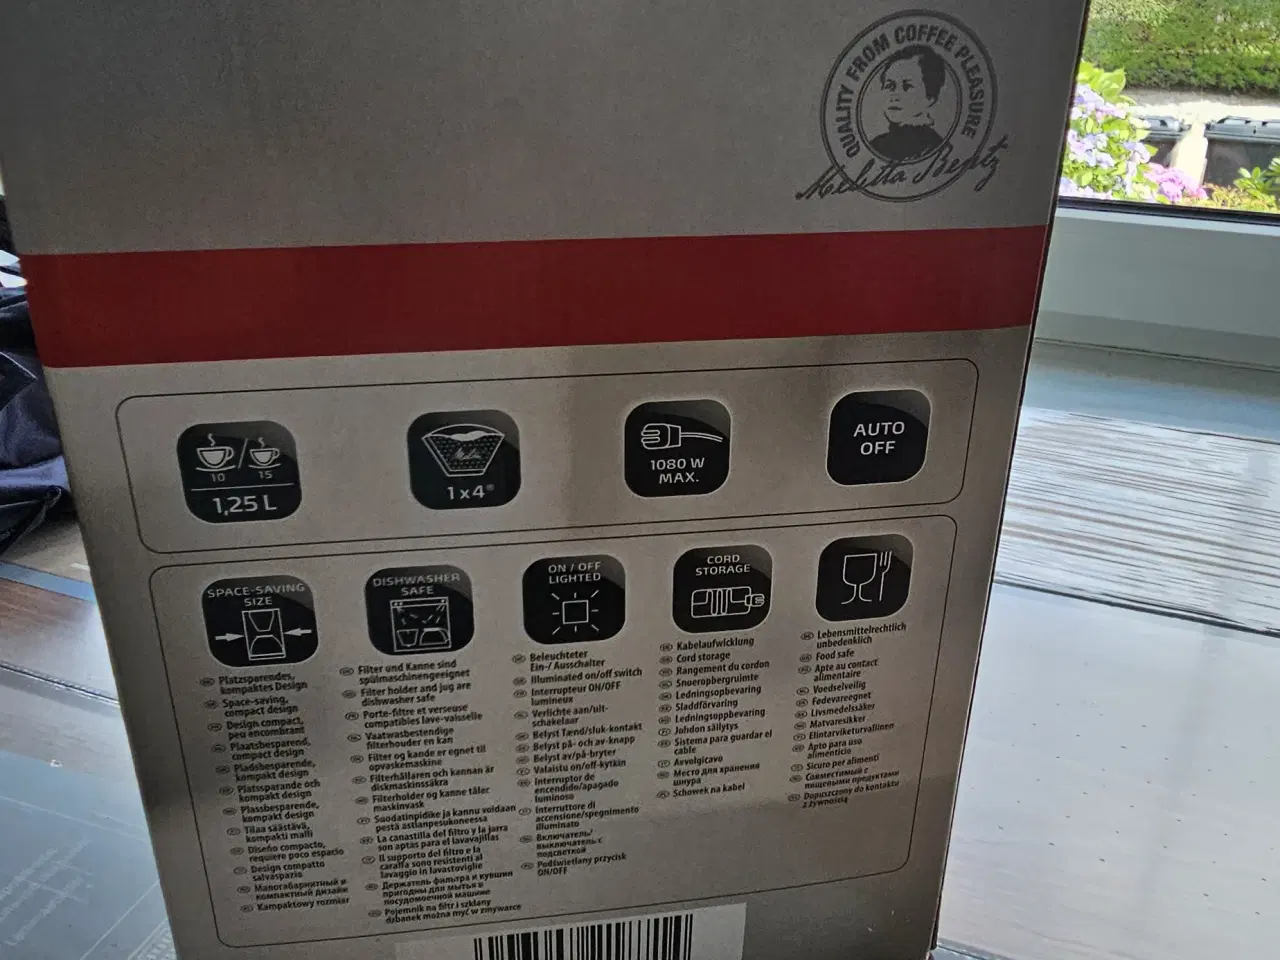 QUALITY FROM COFFEE PLEASURE
Melitta Bentz
10 / 15
1,25 L
Melitta
1x4®
1080 W
MAX.
AUTO
OFF
SPACE-SAVING
SIZE
Platzsparendes,
kompaktes Design
Space-saving,
compact design
Design compact,
peu encombrant
Plaatsbesparend,
compact design
Pladsbesparende,
kompakt design
Platssparande och
kompakt design
Plassbesparende,
kompakt design
Tilaa säästävä,
kompakti malli
Diseño compacto,
requiere poco espacio
Design compatto
salvaspazio
Малогабаритный и
компактный дизайн
Kompaktowy rozmiar
DISHWASHER
SAFE
Filter und Kanne sind
spülmaschinengeeignet
Filter holder and jug are
dishwasher safe
Porte-filtre et verseuse
compatibles lave-vaisselle
Vaatwasbestendige
filterhouder en kan
Filter og kande er egnet til
opvaskemaskine
Filterhållaren och kannan är
diskmaskinssäkra
Filterholder og kanne tåler
maskinvask
Suodatinpidike ja kannu voidaan
pestä astianpesukoneessa
La canastilla del filtro y la jarra
son aptas para el lavavajillas
Il supporto del filtro e la
caraffa sono resistenti al
lavaggio in lavastoviglie
Держатель фильтра и кувшин
пригодны для мытья в
посудомоечной машине
Pojemnik na filtr i szklany
dzbanek można myć w zmywarce
ON / OFF
LIGHTED
Beleuchteter
Ein-/ Ausschalter
Illuminated on/off switch
Interrupteur ON/OFF
lumineux
Verlichte aan/uit-
schakelaar
Belyst Tænd/sluk-kontakt
Belyst på- och av-knapp
Belyst av/på-bryter
Valaistu on/off-kytkin
Interruptor de
encendido/apagado
luminoso
Interruttore di
accensione/spegnimento
illuminato
Включатель/
выключатель с
подсветкой
Podświetlany przycisk
ON/OFF
CORD
STORAGE
Kabelaufwicklung
Cord storage
Rangement du cordon
Snoeropbergruimte
Ledningsopbevaring
Sladdförvaring
Ledningsoppbevaring
Johdon säilytys
Sistema para guardar el
cable
Avvolgicavo
Место для хранения
шнура
Schowek na kabel
Lebensmittelrechtlich
unbedenklich
Food safe
Apte au contact
alimentaire
Voedselveilig
Fødevareegnet
Livsmedelssäker
Matvaresikker
Elintarviketurvallinen
Apto para uso
alimenticio
Sicuro per alimenti
Совместимый с
пищевыми продуктами
Dopuszczony do kontaktu
z żywnością